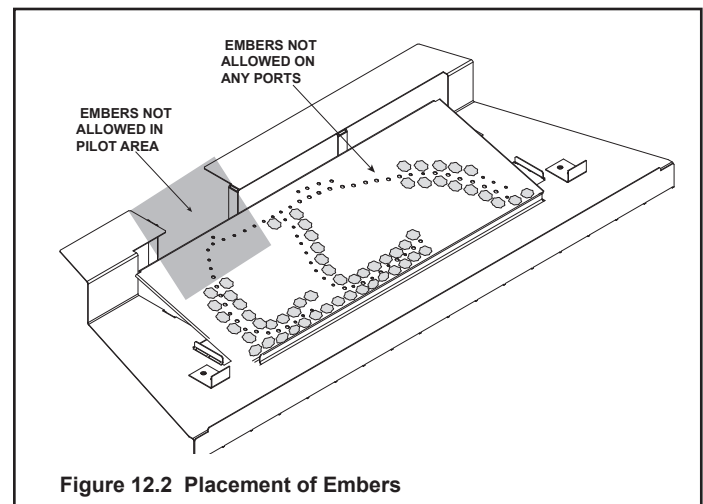 EMBERS NOT
ALLOWED ON
ANY PORTS
EMBERS NOT
ALLOWED IN
PILOT AREA
Figure 12.2 Placement of Embers